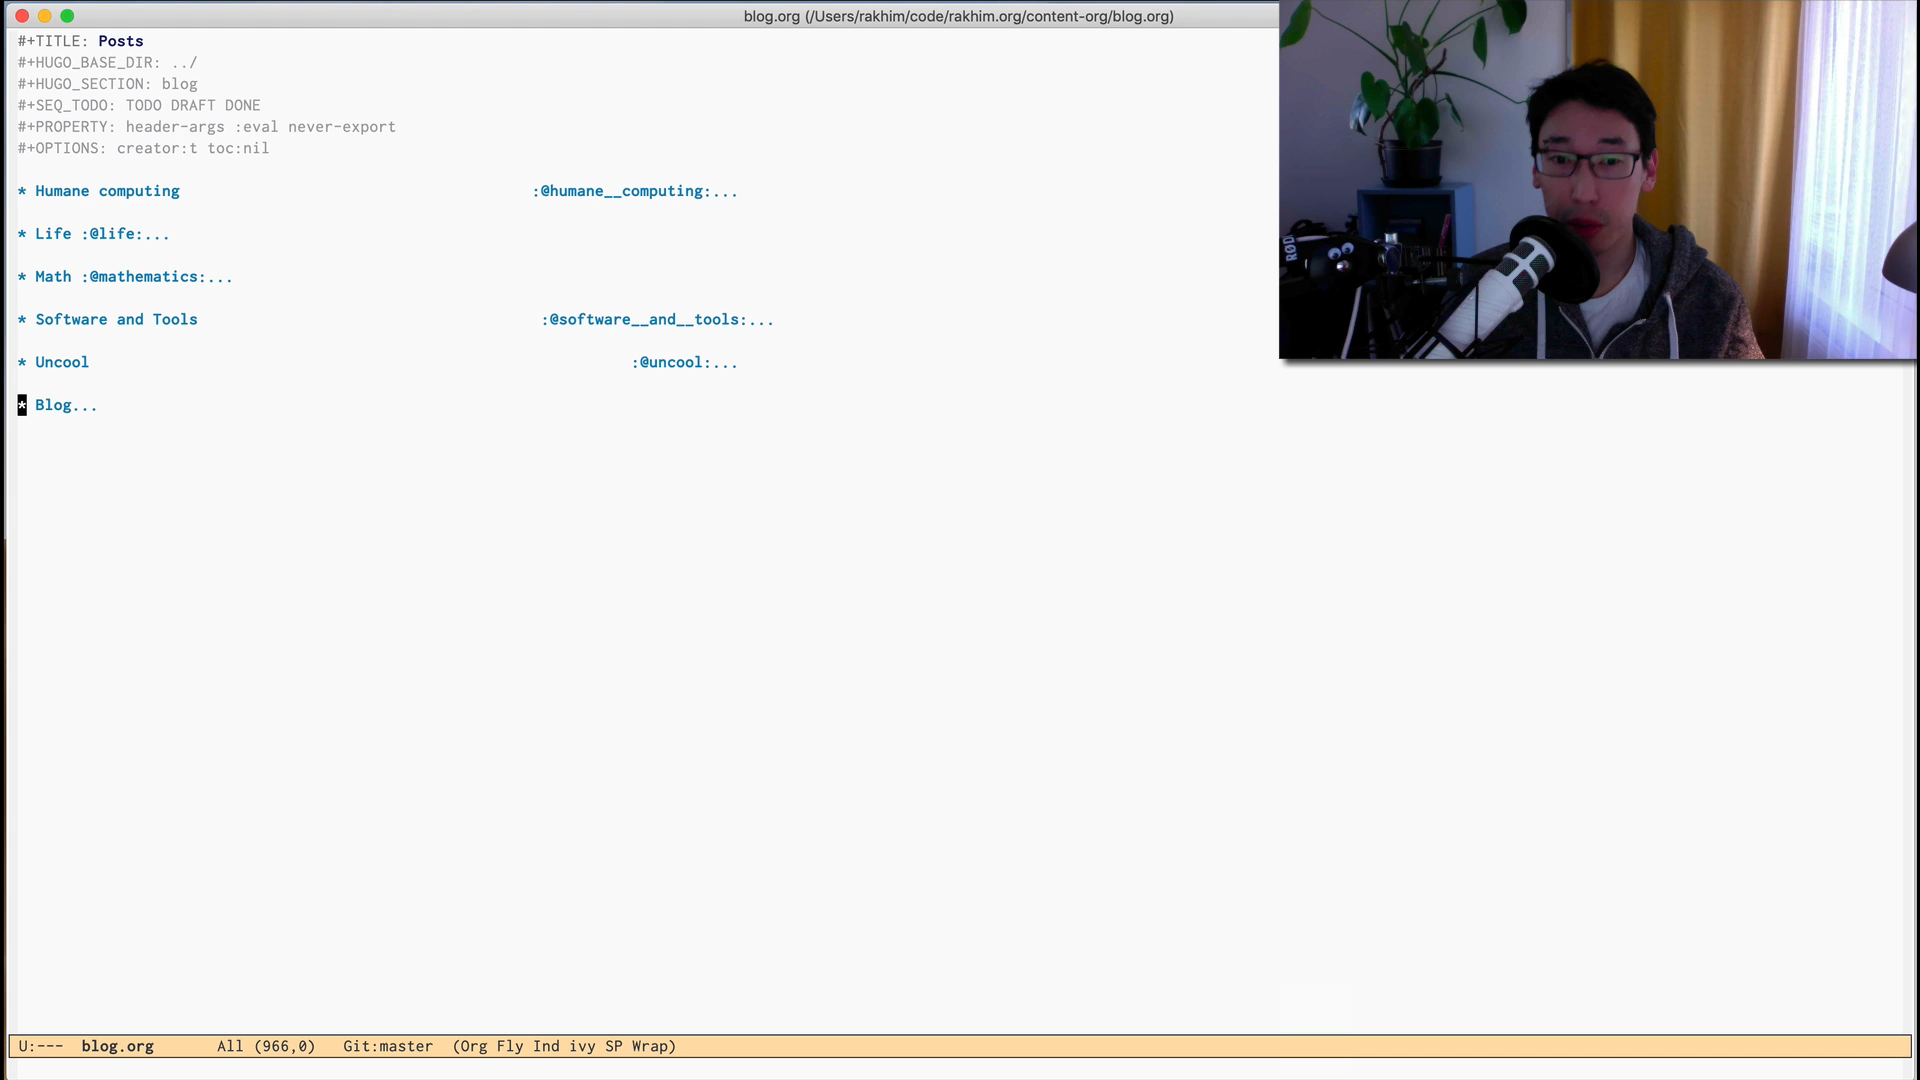 blog.org (/Users/rakhim/code/rakhim.org/content-org/blog.org)
#+TITLE: Posts
#+HUGO_BASE_DIR: ../
#+HUGO_SECTION: blog
#+SEQ_TODO: TODO DRAFT DONE
#+PROPERTY: header-args :eval never-export
#+OPTIONS: creator:t toc:nil
* Humane computing :@humane__computing:...
* Life :@life:...
* Math :@mathematics:...
* Software and Tools :@software__and__tools:...
* Uncool :@uncool:...
* Blog...
RØD
U:--- blog.org All (966,0) Git:master (Org Fly Ind ivy SP Wrap)